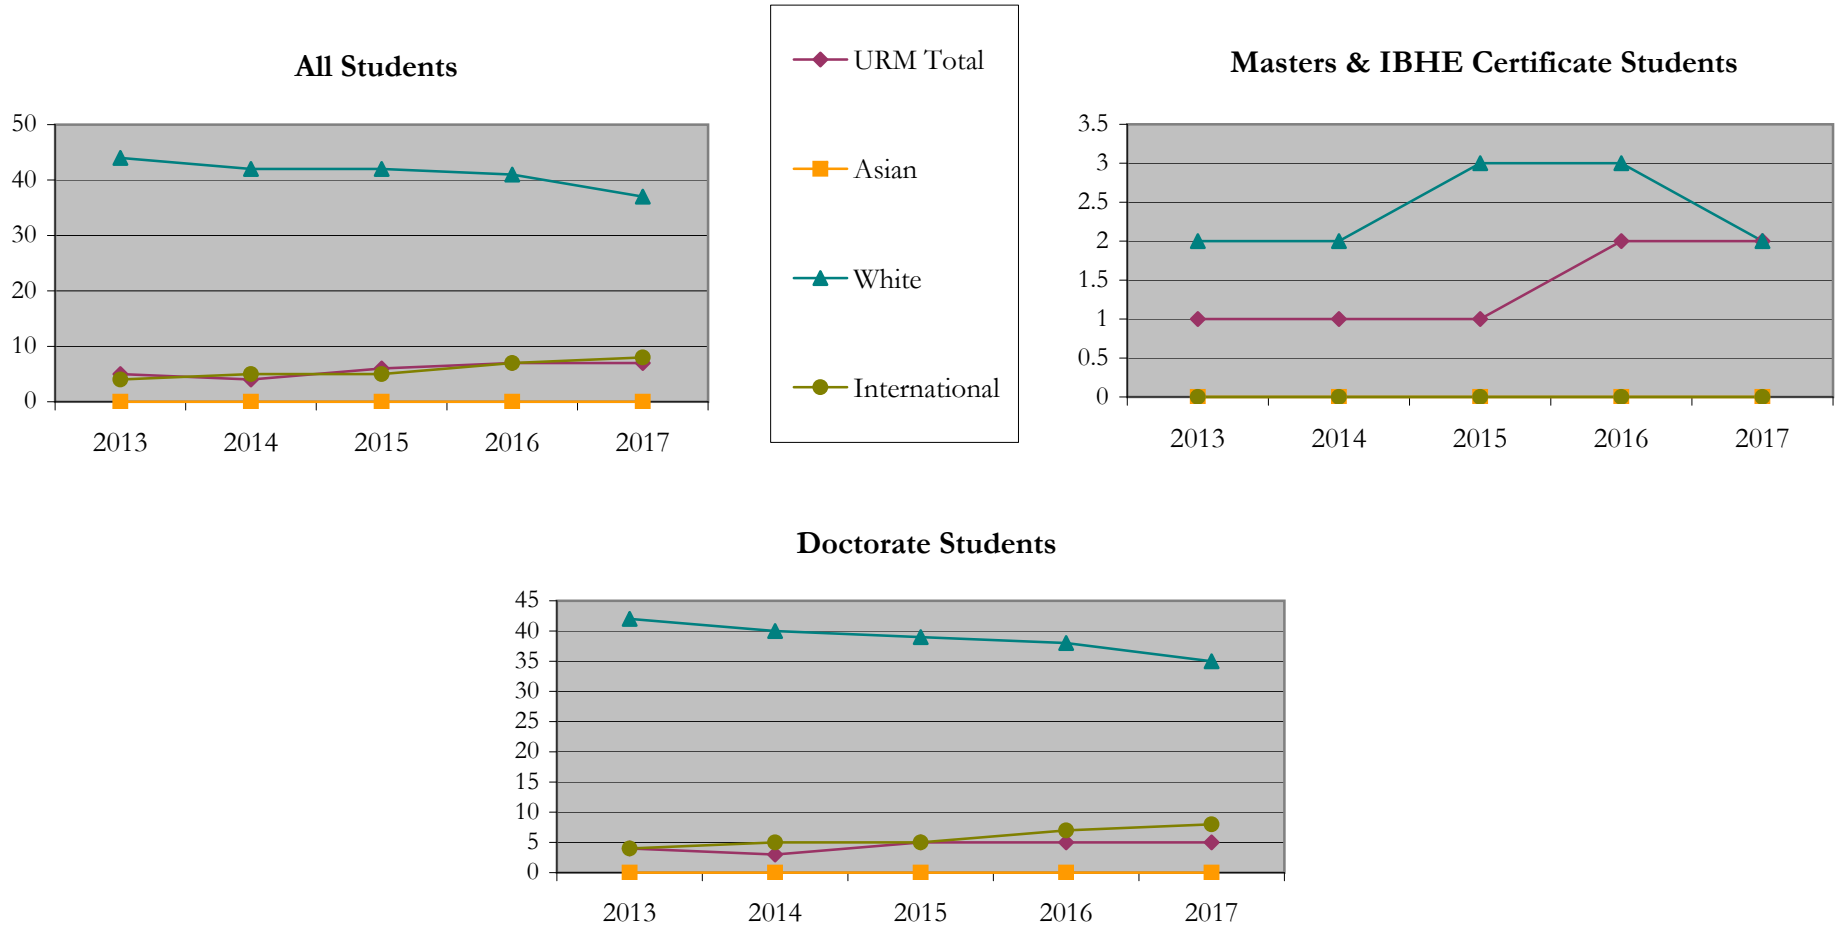 All Students
50
40
30
20
10
0
2013 2014 2015 2016 2017
URM Total
Asian
White
International
Masters & IBHE Certificate Students
3.5
3
2.5
2
1.5
1
0.5
0
2013 2014 2015 2016 2017
Doctorate Students
45
40
35
30
25
20
15
10
5
0
2013 2014 2015 2016 2017